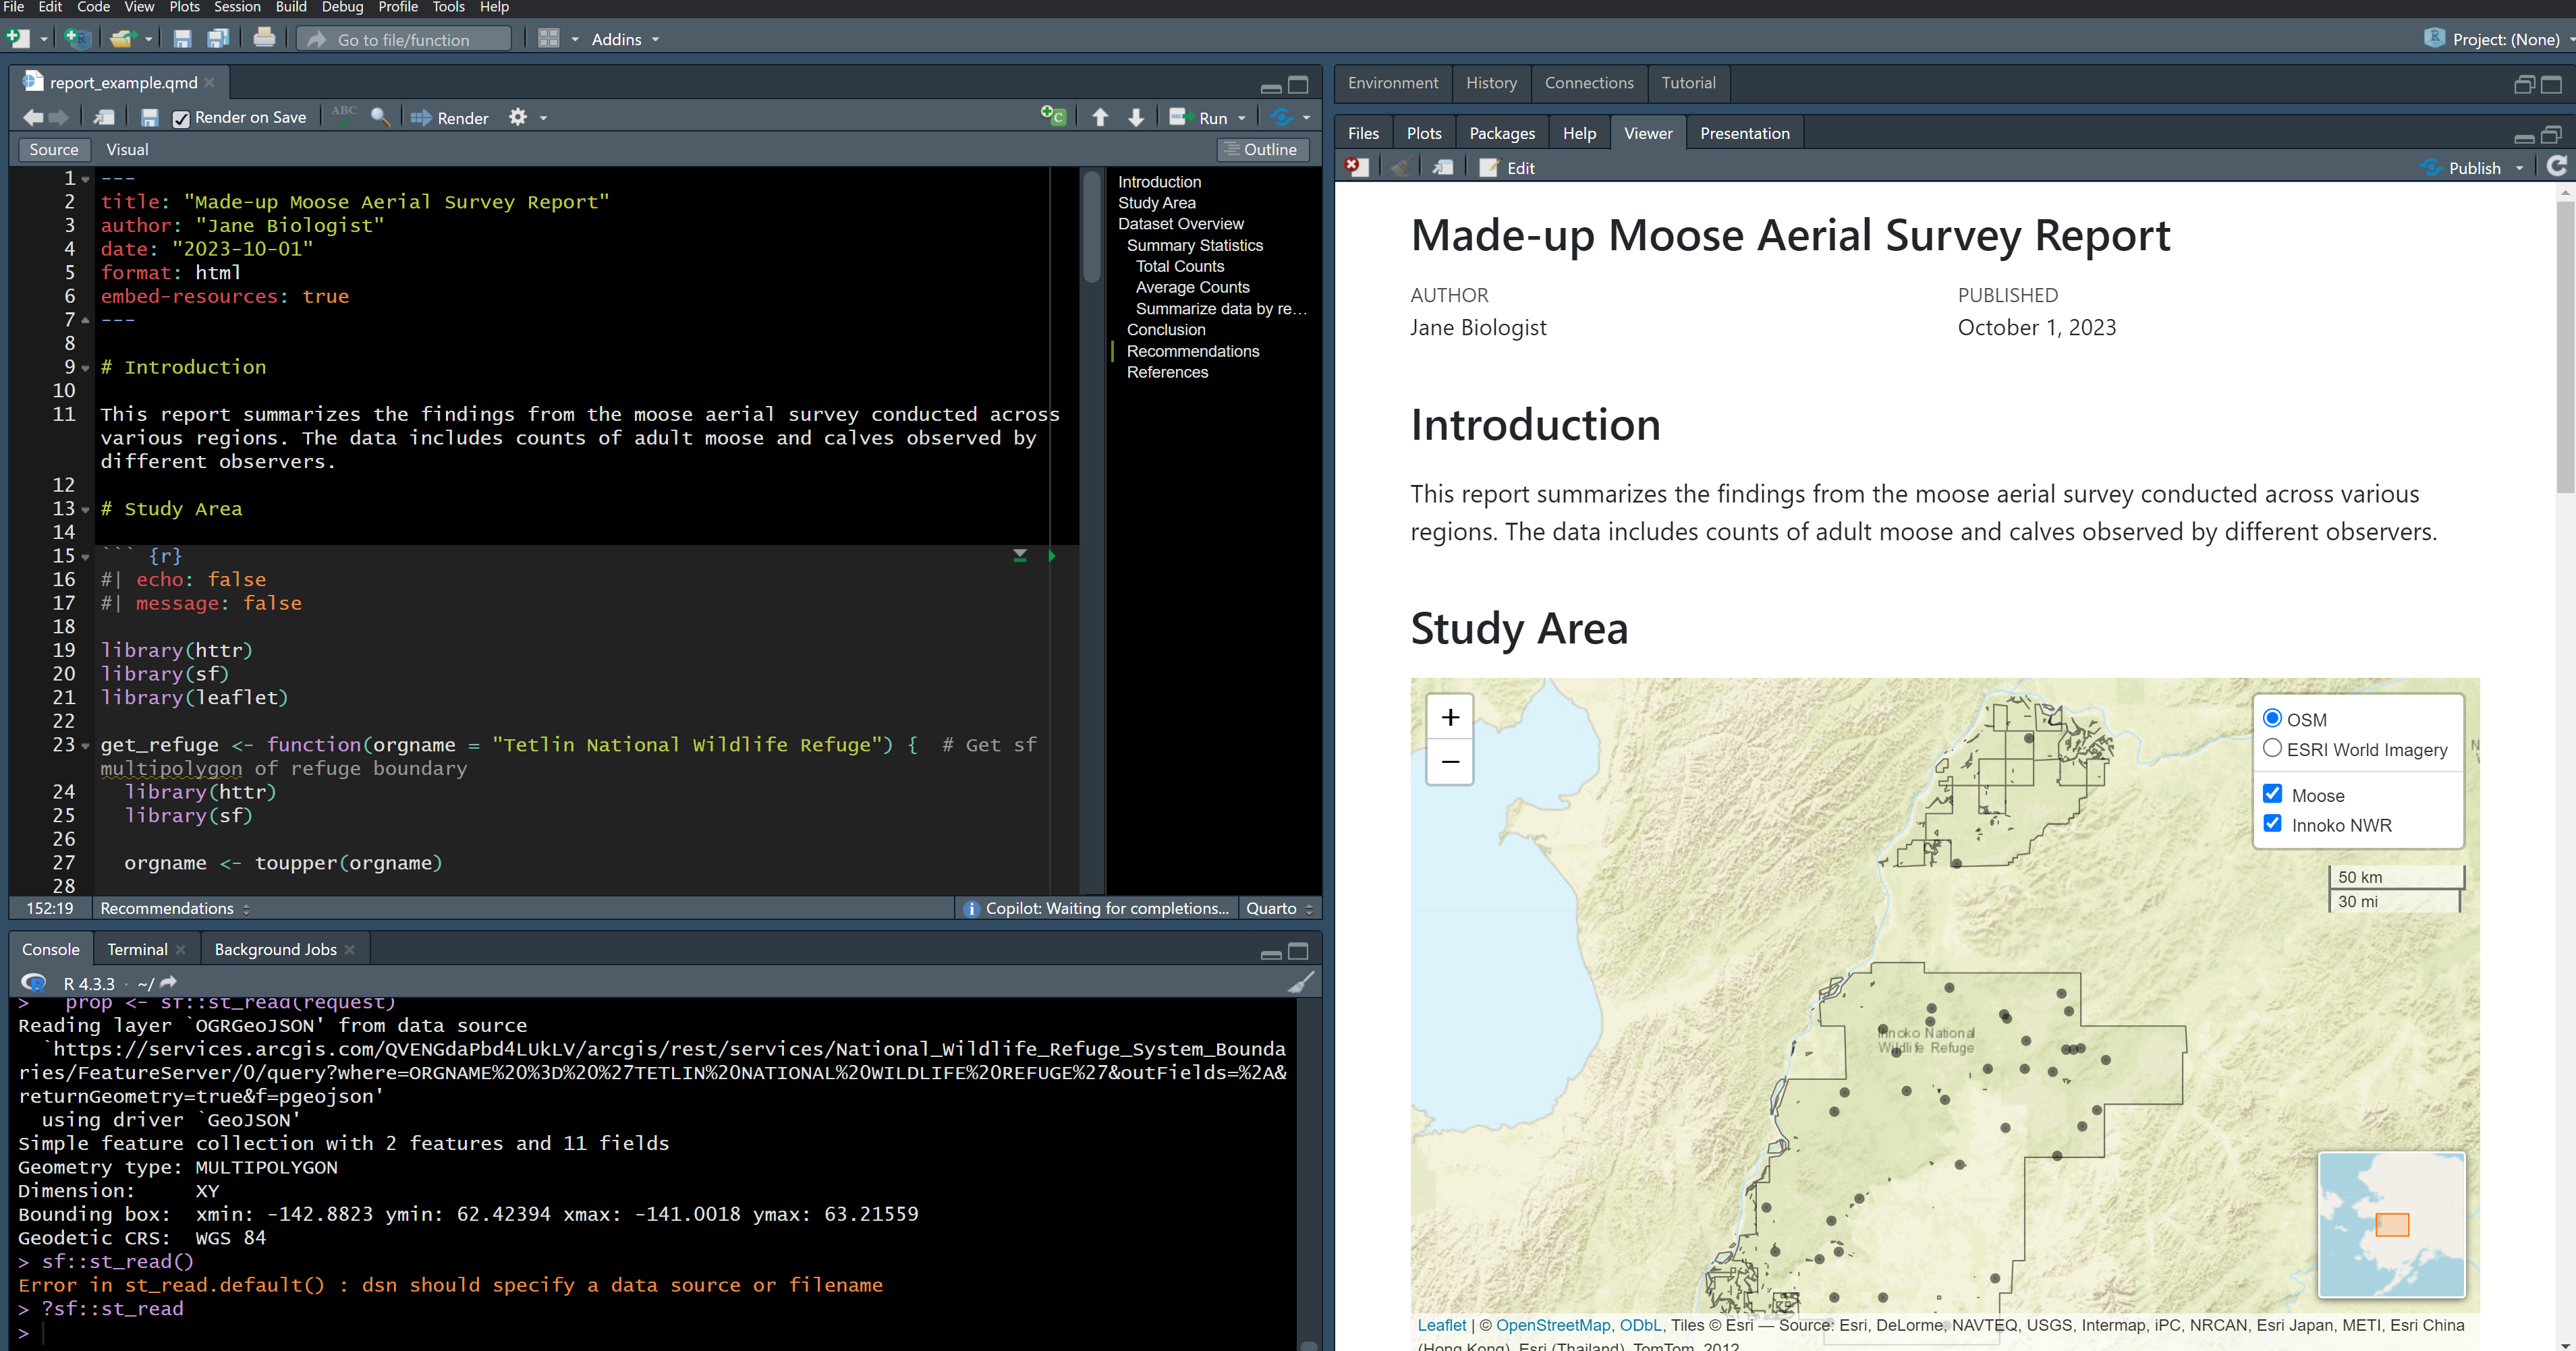 File Edit Code View Plots Session Build Debug Profile Tools Help
Go to file/function
Addins
Project: (None)
report_example.qmd
Render on Save
ABC
Render
Run
Source Visual
Outline
1 ---
2 title: "Made-up Moose Aerial Survey Report"
3 author: "Jane Biologist"
4 date: "2023-10-01"
5 format: html
6 embed-resources: true
7 ---
8
9 # Introduction
10
11 This report summarizes the findings from the moose aerial survey conducted across
various regions. The data includes counts of adult moose and calves observed by
different observers.
12
13 # Study Area
14
15 ``` {r}
16 #| echo: false
17 #| message: false
18
19 library(httr)
20 library(sf)
21 library(leaflet)
22
23 get_refuge <- function(orgname = "Tetlin National Wildlife Refuge") {  # Get sf
multipolygon of refuge boundary
24 library(httr)
25 library(sf)
26
27 orgname <- toupper(orgname)
28
Introduction
Study Area
Dataset Overview
Summary Statistics
Total Counts
Average Counts
Summarize data by re…
Conclusion
Recommendations
References
152:19 Recommendations
Copilot: Waiting for completions... Quarto
Console Terminal Background Jobs
R 4.3.3 · ~/
>   prop <- sf::st_read(request)
Reading layer `OGRGeoJSON' from data source
`https://services.arcgis.com/QVENGdaPbd4LUkLV/arcgis/rest/services/National_Wildlife_Refuge_System_Bounda
ries/FeatureServer/0/query?where=ORGNAME%20%3D%20%27TETLIN%20NATIONAL%20WILDLIFE%20REFUGE%27&outFields=%2A&
returnGeometry=true&f=pgeojson'
using driver `GeoJSON'
Simple feature collection with 2 features and 11 fields
Geometry type: MULTIPOLYGON
Dimension:     XY
Bounding box:  xmin: -142.8823 ymin: 62.42394 xmax: -141.0018 ymax: 63.21559
Geodetic CRS:  WGS 84
> sf::st_read()
Error in st_read.default() : dsn should specify a data source or filename
> ?sf::st_read
>
Environment History Connections Tutorial
Files Plots Packages Help Viewer Presentation
Edit
Publish
Made-up Moose Aerial Survey Report
AUTHOR PUBLISHED
Jane Biologist October 1, 2023
Introduction
This report summarizes the findings from the moose aerial survey conducted across various
regions. The data includes counts of adult moose and calves observed by different observers.
Study Area
+
−
OSM
ESRI World Imagery
Moose
Innoko NWR
50 km
30 mi
Innoko National
Wildlife Refuge
Leaflet | © OpenStreetMap, ODbL, Tiles © Esri — Source: Esri, DeLorme, NAVTEQ, USGS, Intermap, iPC, NRCAN, Esri Japan, METI, Esri China
(Hong Kong), Esri (Thailand), TomTom, 2012